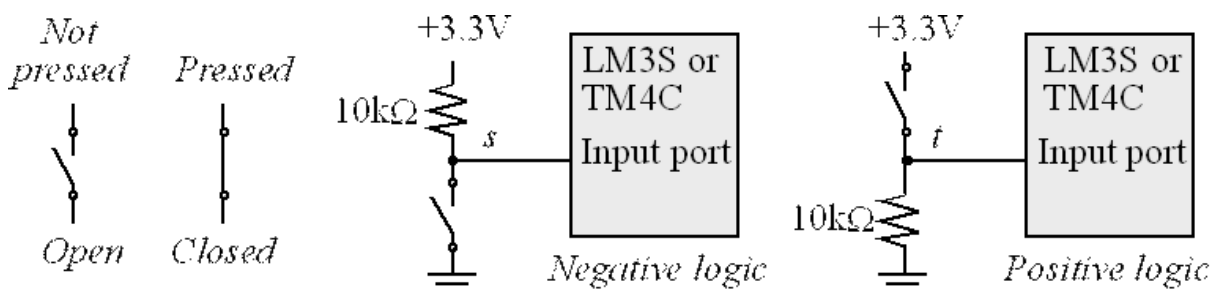 Not
pressed
Pressed
Open
Closed
+3.3V
10kΩ
s
LM3S or
TM4C
Input port
Negative logic
+3.3V
t
10kΩ
LM3S or
TM4C
Input port
Positive logic